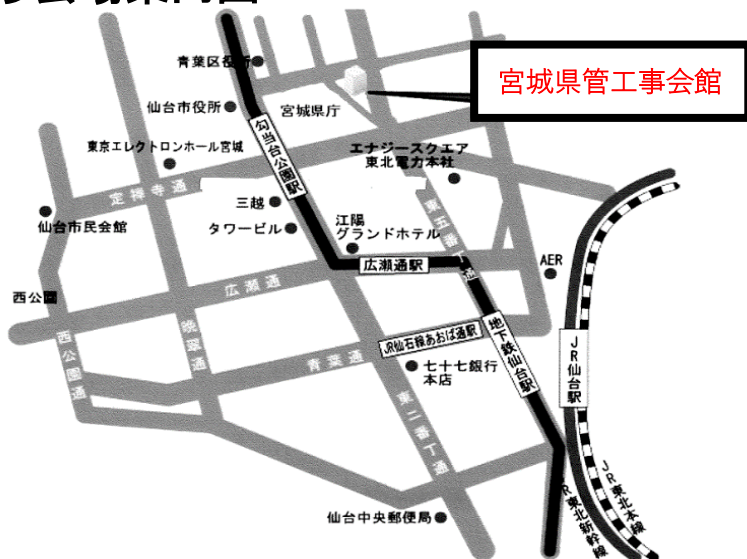 宮城県管工事会館
青葉区役所
仙台市役所
宮城県庁
勾当台公園駅
東京エレクトロンホール宮城
エナジースクエア
東北電力本社
定禅寺通
三越
タワービル
江陽
グランドホテル
東五番丁通
仙台市民会館
広瀬通駅
AER
西公園
広瀬通
西公園通
晩翠通
青葉通
JR仙石線あおば通駅
地下鉄仙台駅
JR仙台駅
七十七銀行
本店
東二番丁通
仙台中央郵便局
JR東北本線
JR東北新幹線